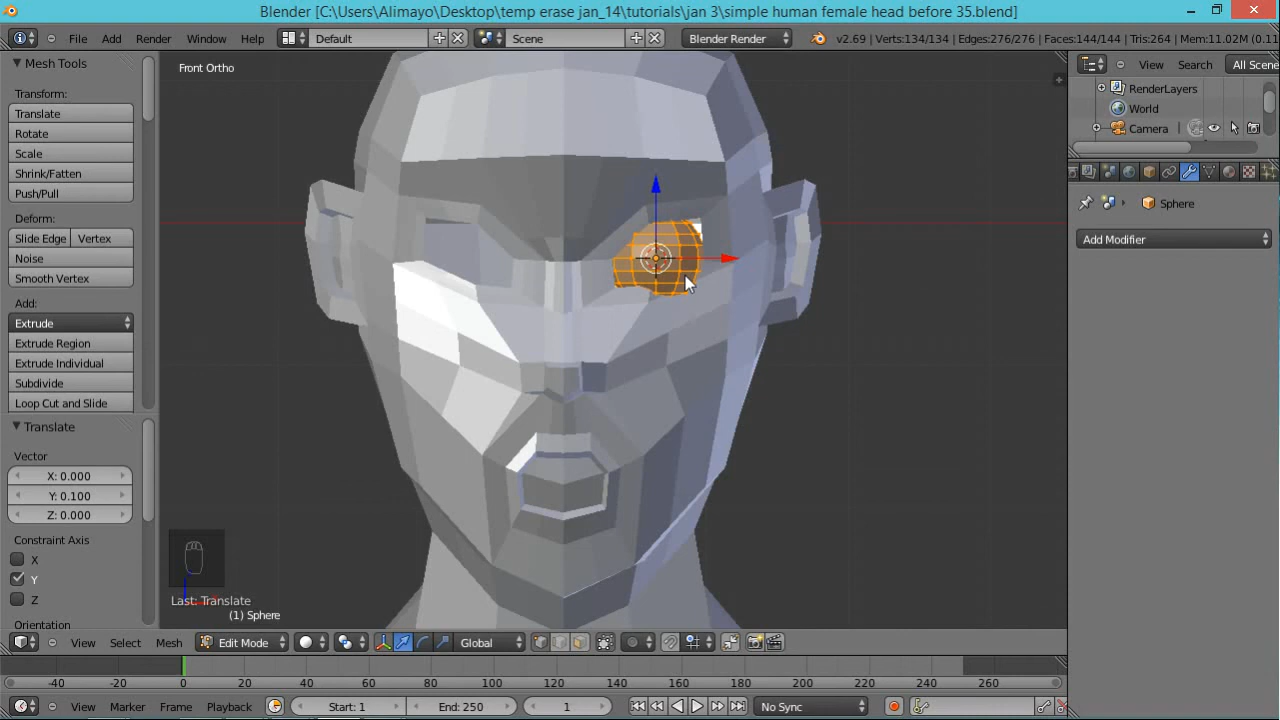 Blender [C:\Users\Alimayo\Desktop\temp erase jan_14\tutorials\jan 3\simple human female head before 35.blend]
File Add Render Window Help Default Scene Blender Render v2.69 | Verts:134/134 | Edges:276/276 | Faces:144/144 | Tris:264 | Mem:11.02M (0.11
Mesh Tools
Transform:
Translate
Rotate
Scale
Shrink/Fatten
Push/Pull
Deform:
Slide Edge Vertex
Noise
Smooth Vertex
Add:
Extrude
Extrude Region
Extrude Individual
Subdivide
Loop Cut and Slide
Translate
Vector
X: 0.000
Y: 0.100
Z: 0.000
Constraint Axis
X
Y
Z
Orientation
Front Ortho
Last: Translate
(1) Sphere
View Search All Scene
RenderLayers
World
Camera
Sphere
Add Modifier
View Select Mesh Edit Mode Global
-40 -20 0 20 40 60 80 100 120 140 160 180 200 220 240 260
View Marker Frame Playback Start: 1 End: 250 1 No Sync